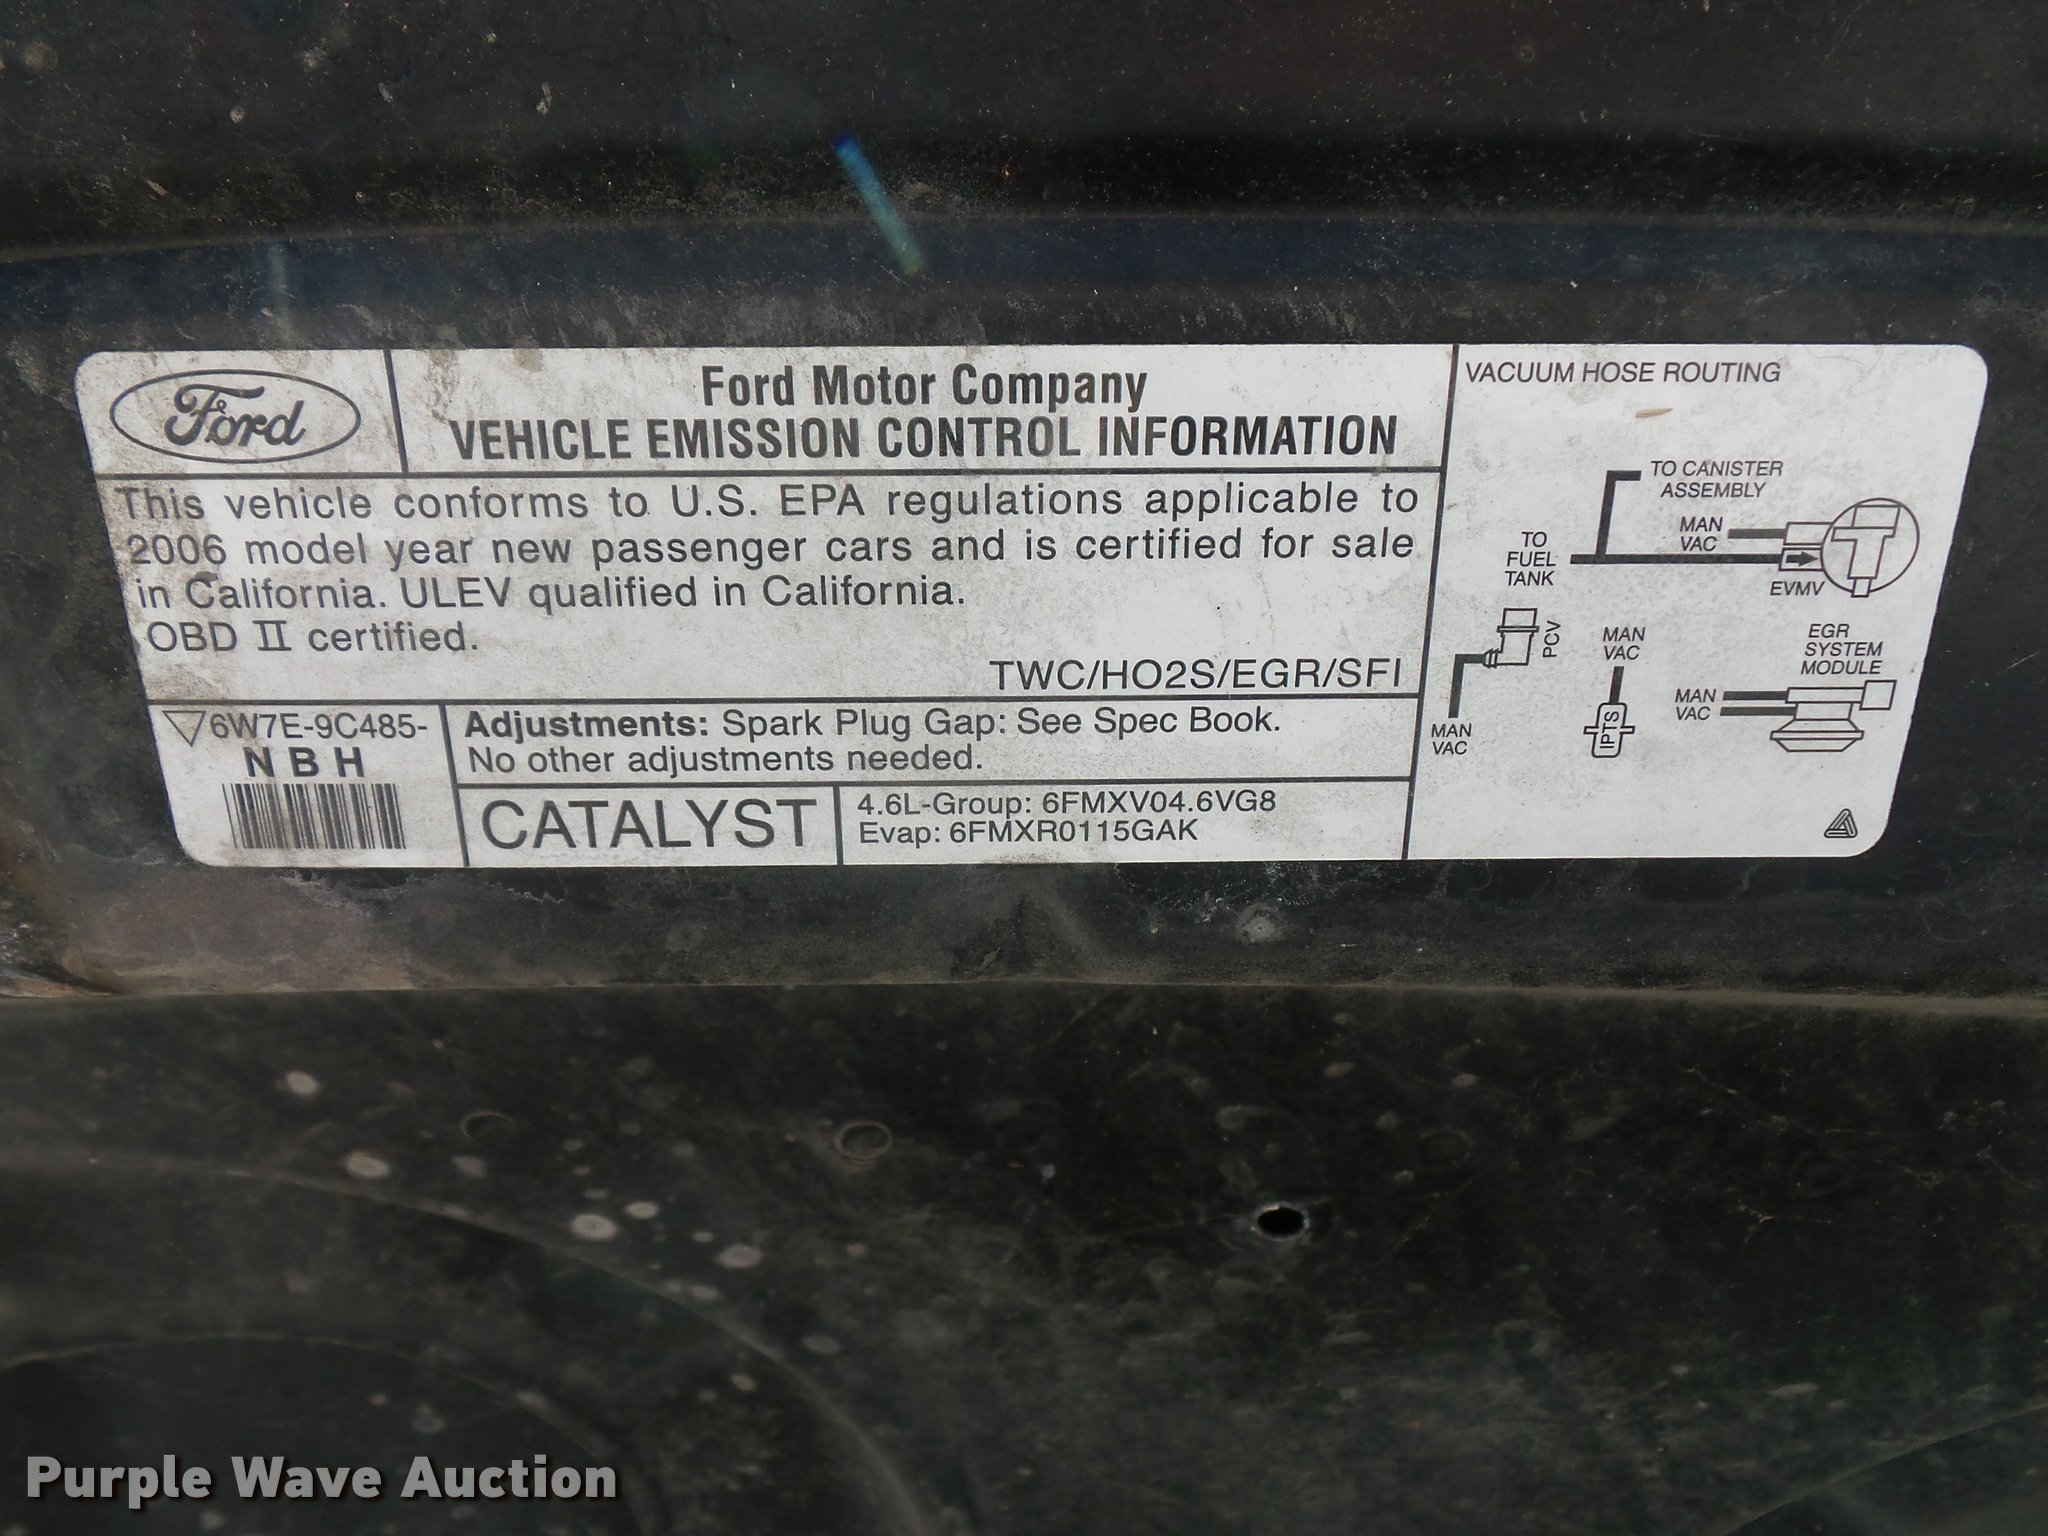 Ford
Ford Motor Company
VEHICLE EMISSION CONTROL INFORMATION
This vehicle conforms to U.S. EPA regulations applicable to
2006 model year new passenger cars and is certified for sale
in California. ULEV qualified in California.
OBD II certified.
TWC/HO2S/EGR/SFI
6W7E-9C485-
N B H
Adjustments: Spark Plug Gap: See Spec Book.
No other adjustments needed.
CATALYST
4.6L-Group: 6FMXV04.6VG8
Evap: 6FMXR0115GAK
VACUUM HOSE ROUTING
TO CANISTER
ASSEMBLY
MAN
VAC
TO
FUEL
TANK
EVMV
PCV
MAN
VAC
MAN
VAC
IPTS
EGR
SYSTEM
MODULE
MAN
VAC
Purple Wave Auction